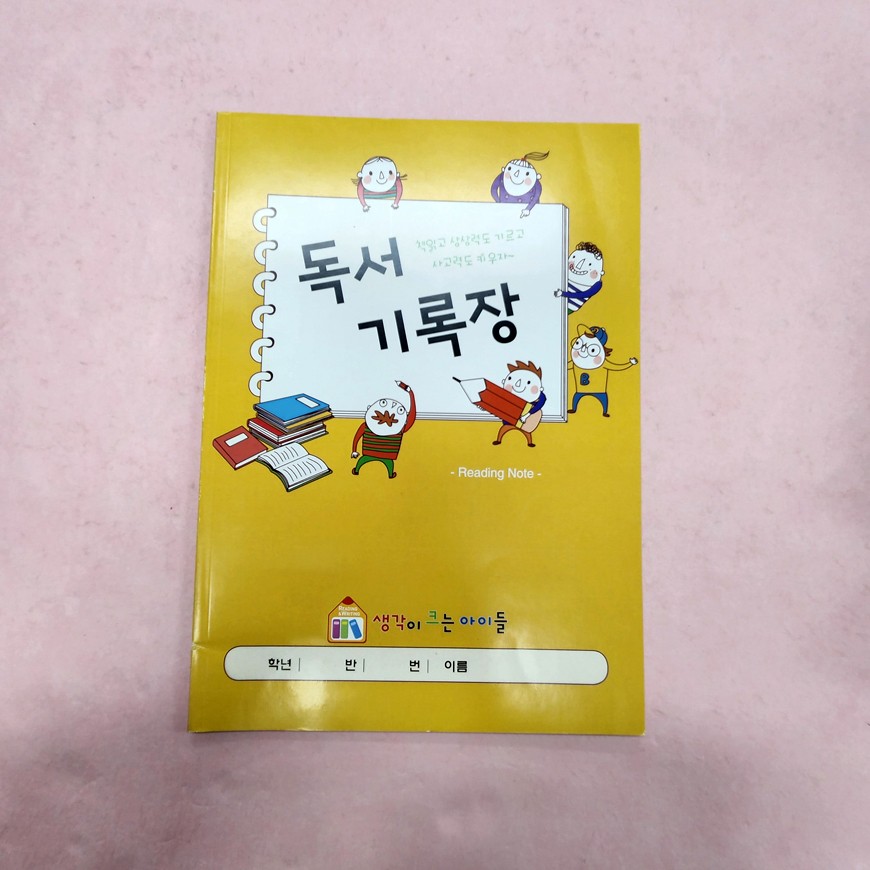 독서
책읽고 상상력도 기르고
사고력도 키우자~
기록장
B
- Reading Note -
READING
& WRITING
생각이 크는 아이들
학년 | 반 | 번 | 이름